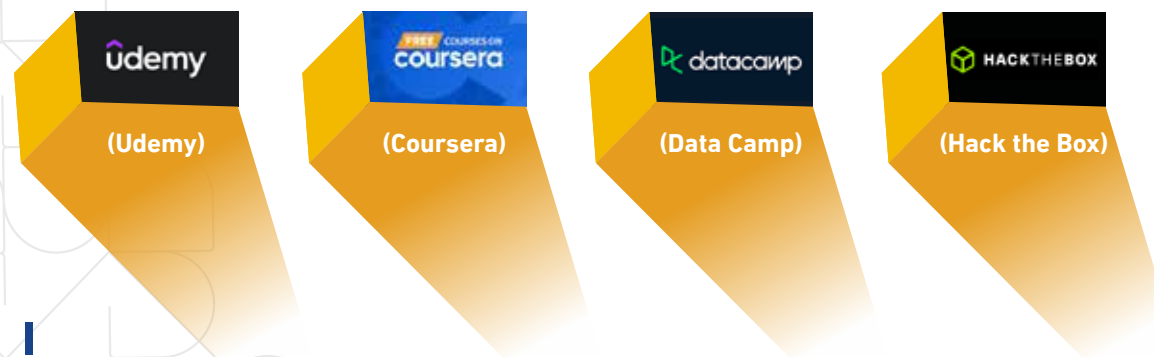 ûdemy
FREE COURSES ON
coursera
datacamp
HACKTHEBOX
(Udemy)
(Coursera)
(Data Camp)
(Hack the Box)